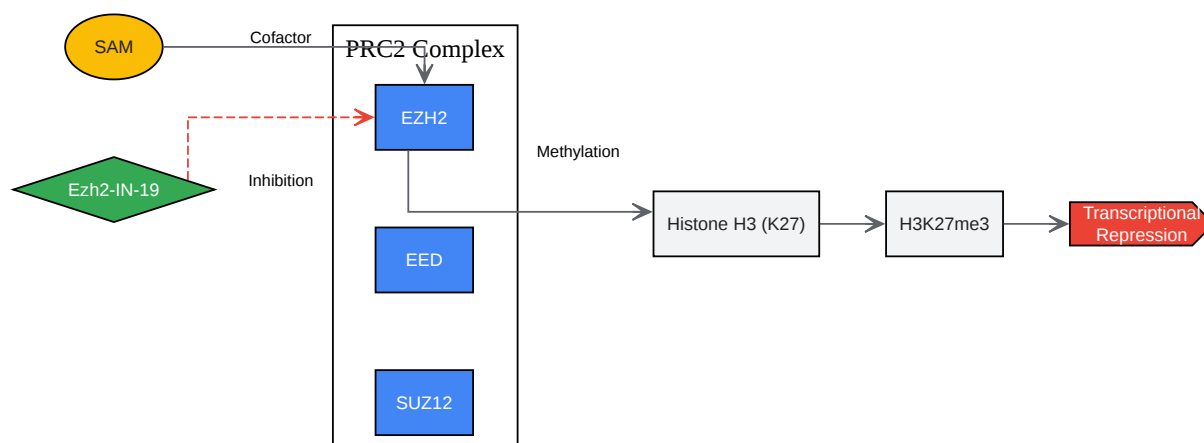 SAM
Cofactor
PRC2 Complex
EZH2
Methylation
Ezh2-IN-19
Inhibition
Histone H3 (K27)
H3K27me3
Transcriptional
Repression
EED
SUZ12